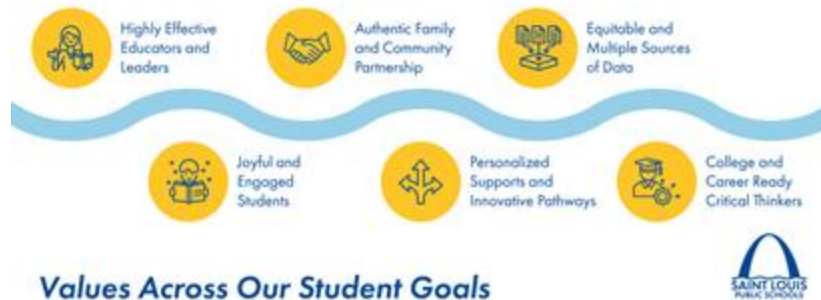 Highly Effective
Educators and
Leaders
Authentic Family
and Community
Partnership
Equitable and
Multiple Sources
of Data
Joyful and
Engaged
Students
Personalized
Supports and
Innovative Pathways
College and
Career Ready
Critical Thinkers
Values Across Our Student Goals
SAINT LOUIS
PUBLIC SCHOOLS